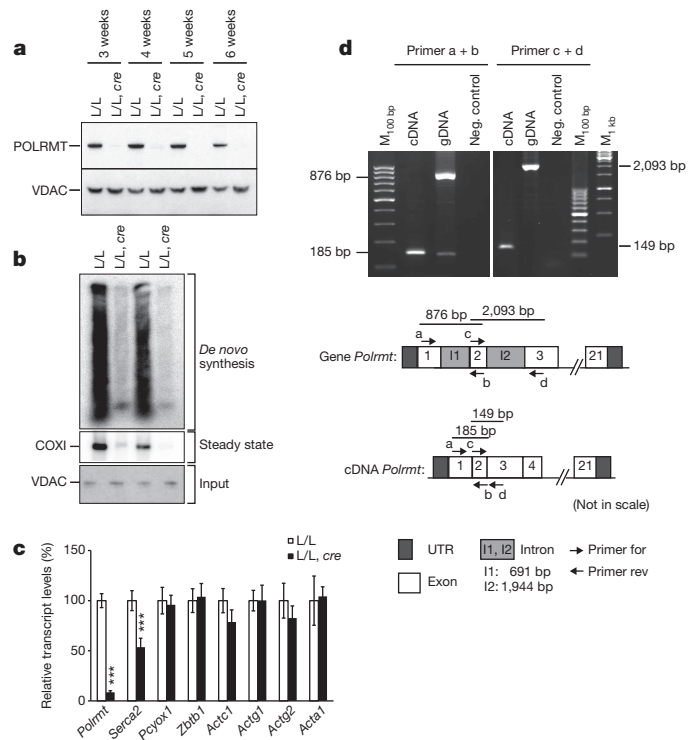 a
3 weeks
4 weeks
5 weeks
6 weeks
L/L
L/L, cre
L/L
L/L, cre
L/L
L/L, cre
L/L
L/L, cre
POLRMT
VDAC
b
L/L
L/L, cre
L/L
L/L, cre
De novo
synthesis
COXI
Steady state
VDAC
Input
c
L/L
L/L, cre
Relative transcript levels (%)
150
100
50
0
***
***
Polrmt
Serca2
Pcyox1
Zbtb1
Actc1
Actg1
Actg2
Acta1
d
Primer a + b
Primer c + d
M100 bp
cDNA
gDNA
Neg. control
cDNA
gDNA
Neg. control
M100 bp
M1 kb
876 bp
2,093 bp
185 bp
149 bp
876 bp
2,093 bp
a
c
Gene Polrmt
1
I1
2
I2
3
21
b
d
149 bp
185 bp
a
c
cDNA Polrmt
1
2
3
4
21
b
d
(Not in scale)
UTR
I1, I2
Intron
Primer for
Exon
I1: 691 bp
I2: 1,944 bp
Primer rev